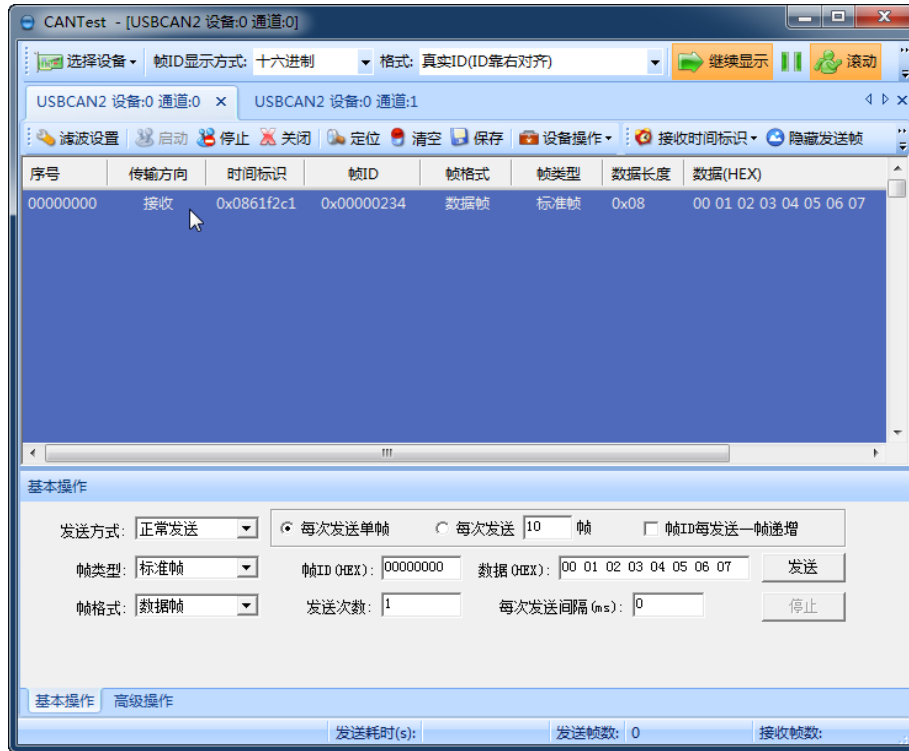 CANTest - [USBCAN2 设备:0 通道:0]
选择设备 帧ID显示方式: 十六进制 格式: 真实ID(ID靠右对齐) 继续显示 滚动
USBCAN2 设备:0 通道:0 × USBCAN2 设备:0 通道:1
滤波设置 启动 停止 关闭 定位 清空 保存 设备操作 接收时间标识 隐藏发送帧
序号 传输方向 时间标识 帧ID 帧格式 帧类型 数据长度 数据(HEX)
00000000 接收 0x0861f2c1 0x00000234 数据帧 标准帧 0x08 00 01 02 03 04 05 06 07
基本操作
发送方式: 正常发送 每次发送单帧 每次发送 10 帧 帧ID每发送一帧递增
帧类型: 标准帧 帧ID(HEX): 00000000 数据(HEX): 00 01 02 03 04 05 06 07 发送
帧格式: 数据帧 发送次数: 1 每次发送间隔(ms): 0 停止
基本操作 高级操作
发送耗时(s): 发送帧数: 0 接收帧数: